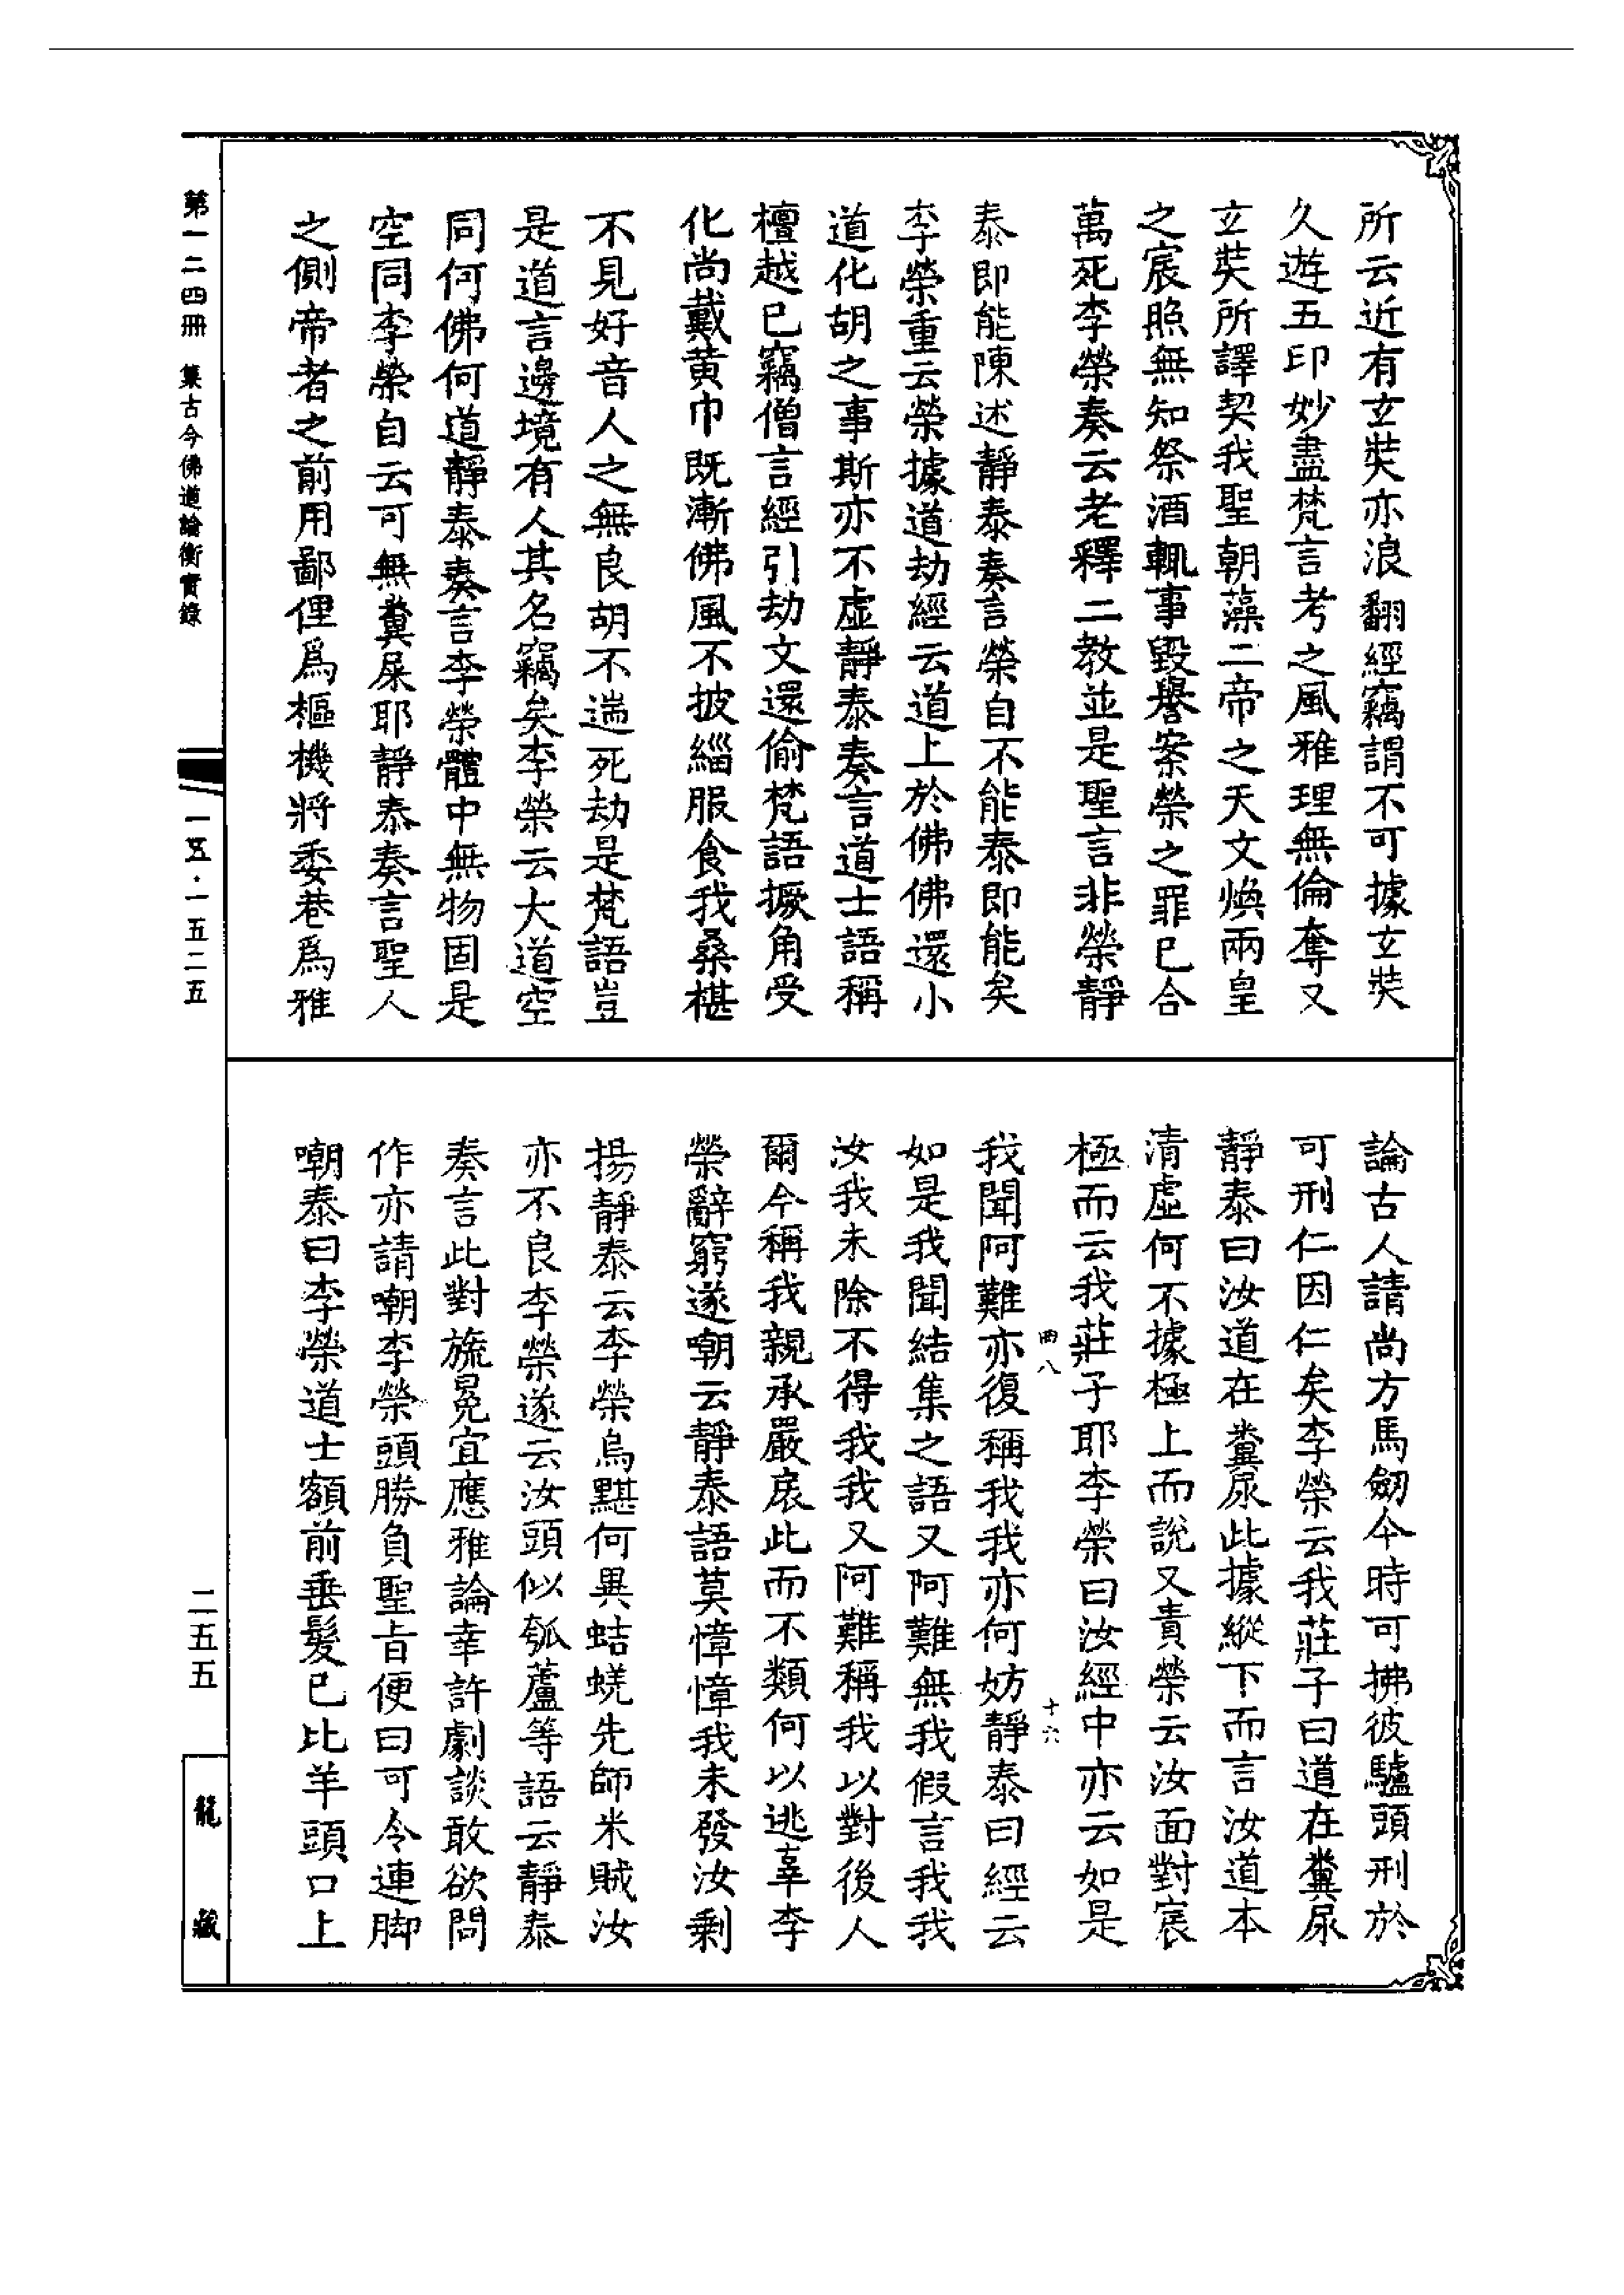 所云近有玄奘亦浪翻經竊謂不可據玄奘
久遊五印妙盡梵言考之風雅理無倫奪又
玄奘所譯契我聖朝藻二帝之天文煥兩皇
之宸照無知祭酒輒事毀訾案榮之罪已合
萬死李榮奏云老釋二教並是聖言非榮靜
泰即能陳述靜泰奏言榮自不能泰即能矣
李榮重云榮據道劫經云道上於佛佛還小
道化胡之事斯亦不虛靜泰奏言道士語稱
檀越已竊僧言經引劫文還偷梵語摭角受
化尚戴黃巾既漸佛風不披緇服食我桑椹
不見好音人之無良胡不遄死劫是梵語豈
是道言邊境有人其名竊矣李榮云大道空
同何佛何道靜泰奏言李榮體中無物固是
空同李榮自云可無糞屎耶靜泰奏言聖人
之側帝者之前用鄙俚爲樞機將委巷爲雅
論古人請尚方馬劒今時可拂彼驢頭刑於
可刑仁因仁矣李榮云我莊子曰道在糞尿
靜泰曰汝道在糞尿此據縱下而言汝道本
清虛何不據極上而說又責榮云汝面對宸
極而云我莊子耶李榮曰汝經中亦云如是
我聞阿難亦復稱我我亦何妨靜泰曰經云
如是我聞結集之語又阿難無我假言我我
汝我未除不得我我又阿難稱我以對後人
爾今稱我親承嚴扆此而不類何以逃辜李
榮辭窮遂嘲云靜泰語莫悼悼我未發汝剩
揚靜泰云李榮烏黮何異蛣蜣先師米賊汝
亦不良李榮遂云汝頭似瓠蘆等語云靜泰
奏言此對旒冕宜應雅論幸許劇談敢欲問
作亦請嘲李榮頭勝負聖旨便曰可令連脚
嘲泰曰李榮道士額前垂髮已比羊頭口上
曲八
十六
第一二四冊 集古今佛道論衡實錄
一五二五
二五五
龍藏